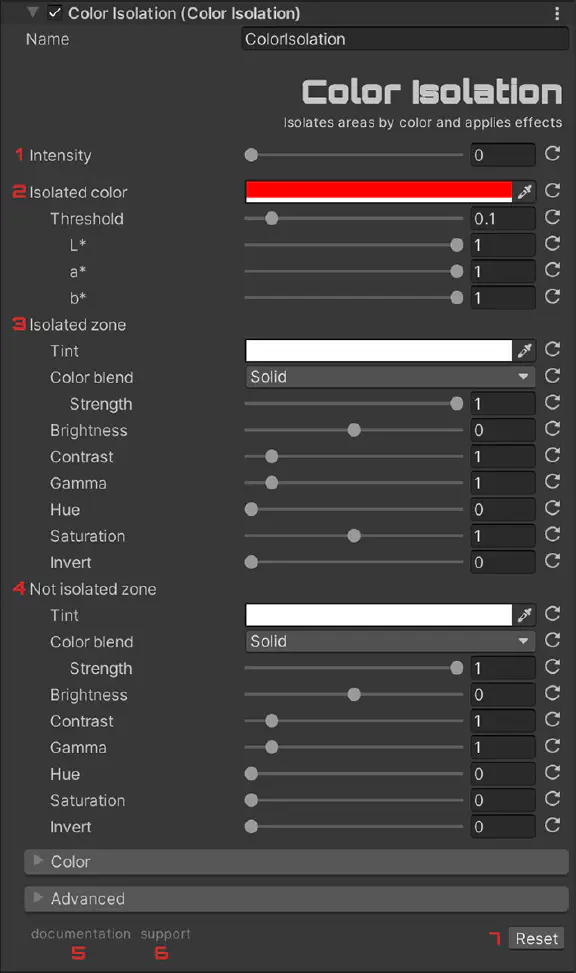 Color Isolation (Color Isolation)
Name ColorIsolation
Color Isolation
Isolates areas by color and applies effects
1 Intensity 0
2 Isolated color
Threshold 0.1
L* 1
a* 1
b* 1
3 Isolated zone
Tint
Color blend Solid
Strength 1
Brightness 0
Contrast 1
Gamma 1
Hue 0
Saturation 1
Invert 0
4 Not isolated zone
Tint
Color blend Solid
Strength 1
Brightness 0
Contrast 1
Gamma 1
Hue 0
Saturation 0
Invert 0
Color
Advanced
documentation support 7 Reset
5 6